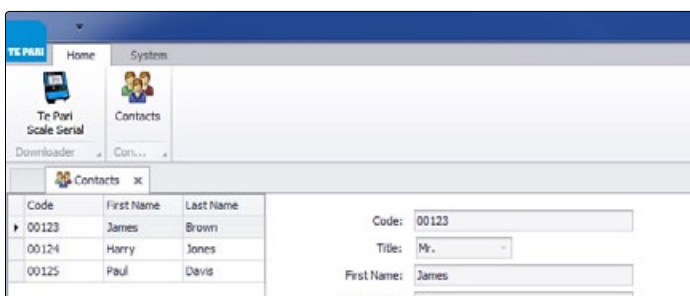 TE PARI
Home System
Te Pari
Scale Serial
Contacts
Downloader Con...
Contacts x
Code First Name Last Name
00123 James Brown
00124 Harry Jones
00125 Paul Davis
Code: 00123
Title: Mr.
First Name: James